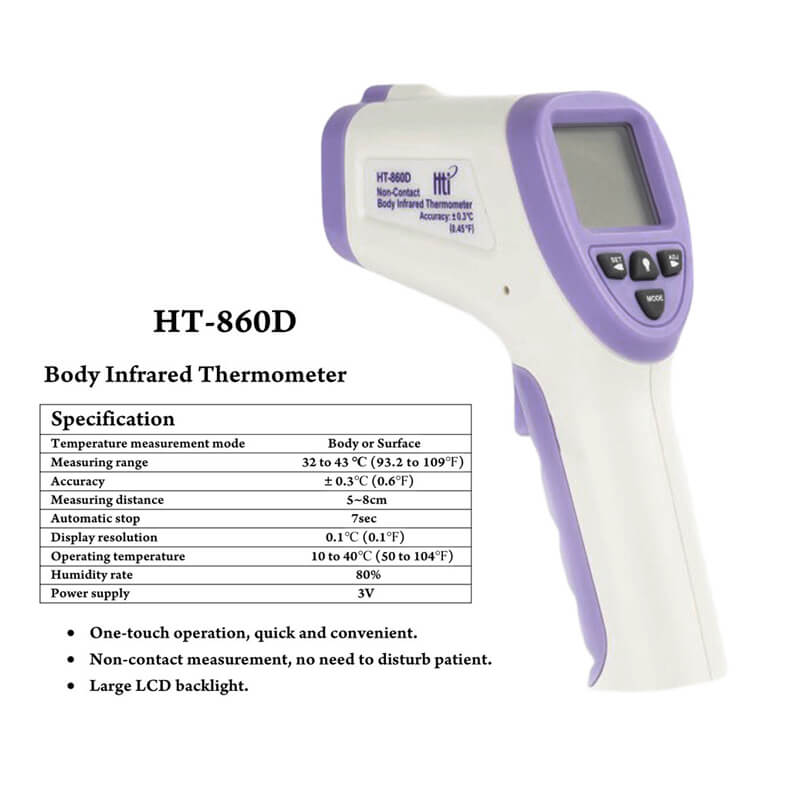 HT-860D
Hti
Non-Contact
Body Infrared Thermometer
Accuracy: ± 0.3℃
(0.45°F)
SET
ADJ
MODE
HT-860D
Body Infrared Thermometer
Specification
Temperature measurement mode Body or Surface
Measuring range 32 to 43 ℃ (93.2 to 109°F)
Accuracy ± 0.3℃ (0.6°F)
Measuring distance 5~8cm
Automatic stop 7sec
Display resolution 0.1℃ (0.1°F)
Operating temperature 10 to 40℃ (50 to 104°F)
Humidity rate 80%
Power supply 3V
• One-touch operation, quick and convenient.
• Non-contact measurement, no need to disturb patient.
• Large LCD backlight.